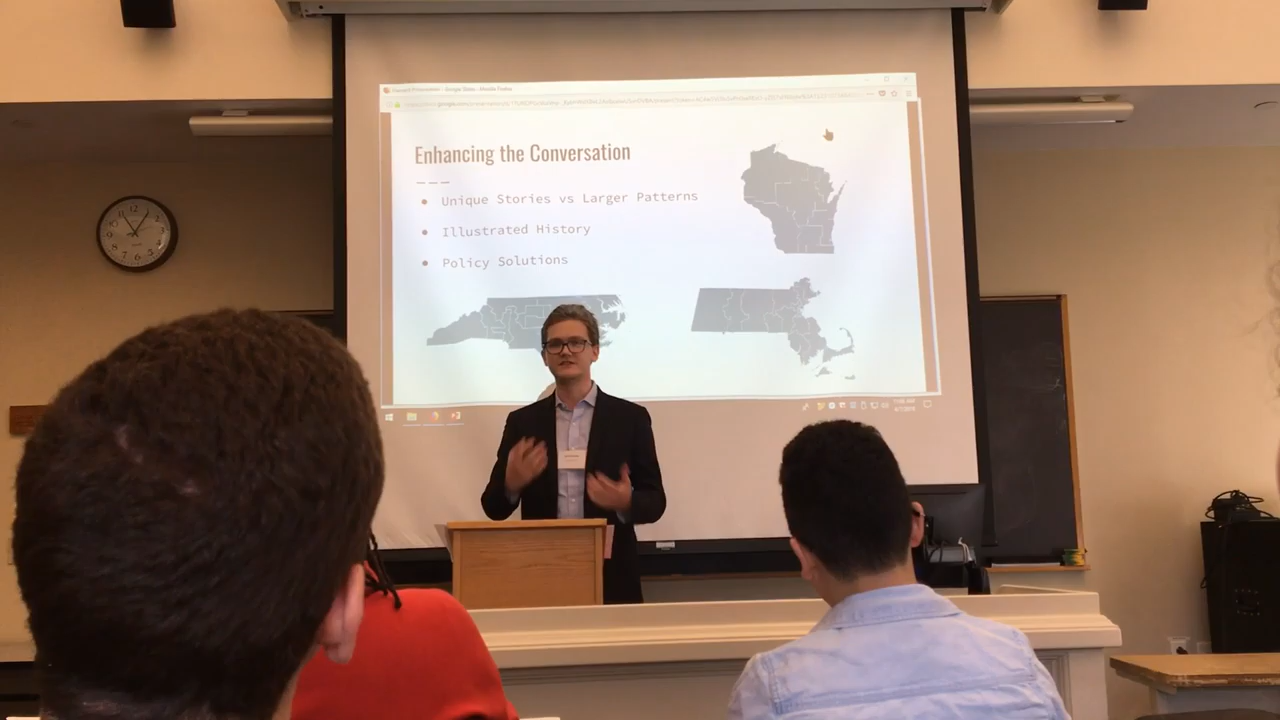 Enhancing the Conversation
Unique Stories vs Larger Patterns
Illustrated History
Policy Solutions